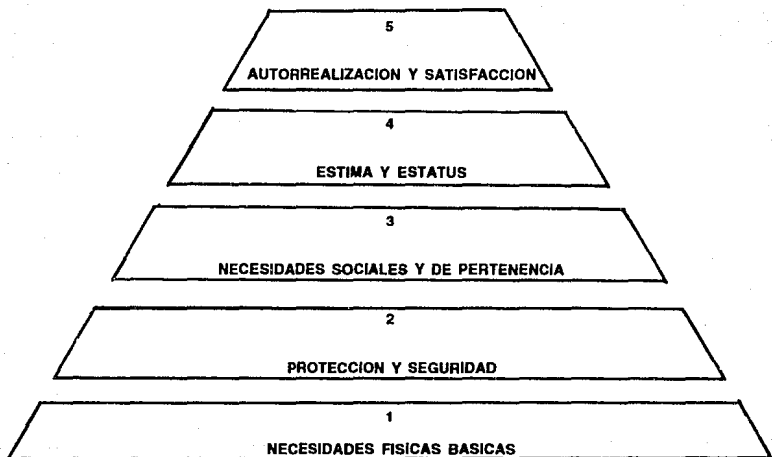 5
AUTORREALIZACION Y SATISFACCION
4
ESTIMA Y ESTATUS
3
NECESIDADES SOCIALES Y DE PERTENENCIA
2
PROTECCION Y SEGURIDAD
1
NECESIDADES FISICAS BASICAS